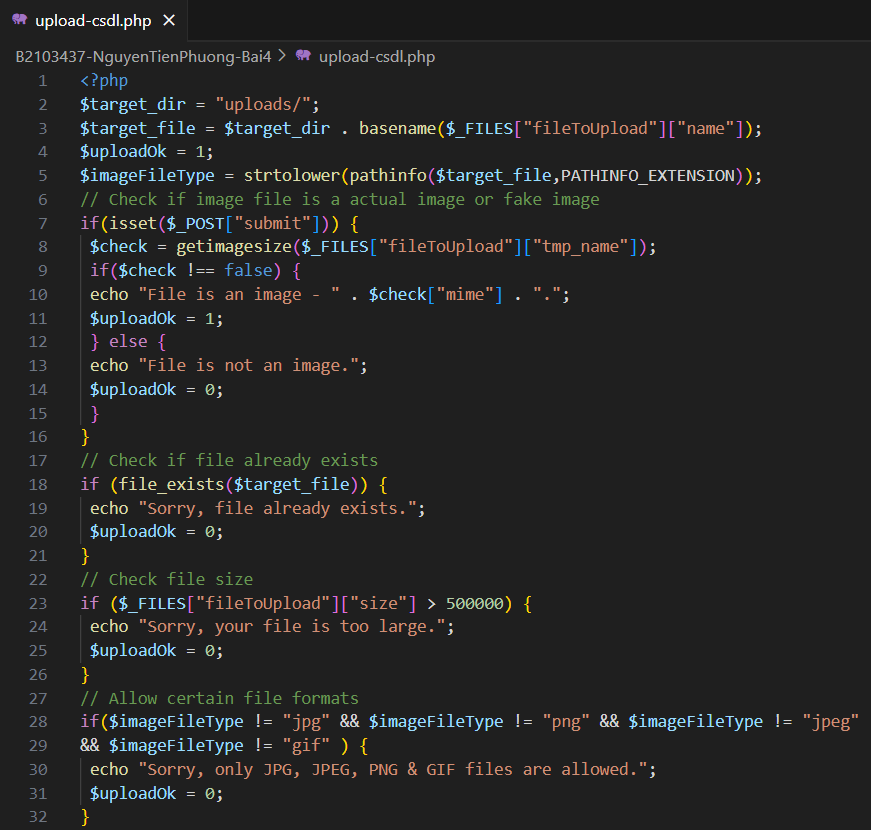 upload-csdl.php ×
B2103437-NguyenTienPhuong-Bai4 > upload-csdl.php
1 <?php
2 $target_dir = "uploads/";
3 $target_file = $target_dir . basename($_FILES["fileToUpload"]["name"]);
4 $uploadOk = 1;
5 $imageFileType = strtolower(pathinfo($target_file,PATHINFO_EXTENSION));
6 // Check if image file is a actual image or fake image
7 if(isset($_POST["submit"])) {
8 $check = getimagesize($_FILES["fileToUpload"]["tmp_name"]);
9 if($check !== false) {
10 echo "File is an image - " . $check["mime"] . ".";
11 $uploadOk = 1;
12 } else {
13 echo "File is not an image.";
14 $uploadOk = 0;
15 }
16 }
17 // Check if file already exists
18 if (file_exists($target_file)) {
19 echo "Sorry, file already exists.";
20 $uploadOk = 0;
21 }
22 // Check file size
23 if ($_FILES["fileToUpload"]["size"] > 500000) {
24 echo "Sorry, your file is too large.";
25 $uploadOk = 0;
26 }
27 // Allow certain file formats
28 if($imageFileType != "jpg" && $imageFileType != "png" && $imageFileType != "jpeg"
29 && $imageFileType != "gif" ) {
30 echo "Sorry, only JPG, JPEG, PNG & GIF files are allowed.";
31 $uploadOk = 0;
32 }